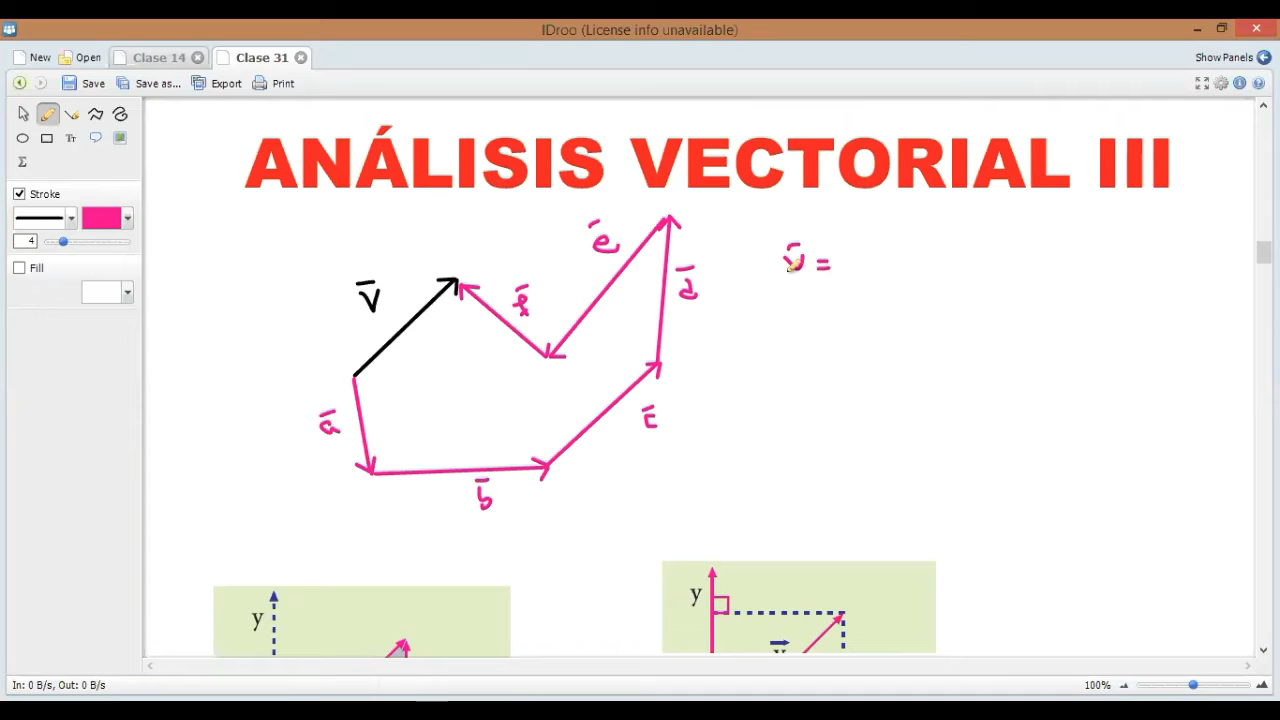 IDroo (License info unavailable)
New Open Clase 14 Clase 31 Show Panels
Save Save as... Export Print
Tr
Σ
Stroke
4
Fill
ANÁLISIS VECTORIAL III
e̅
v̅ =
d̅
V̅
a̅
c̅
b̅
y
y
In: 0 B/s, Out: 0 B/s 100%